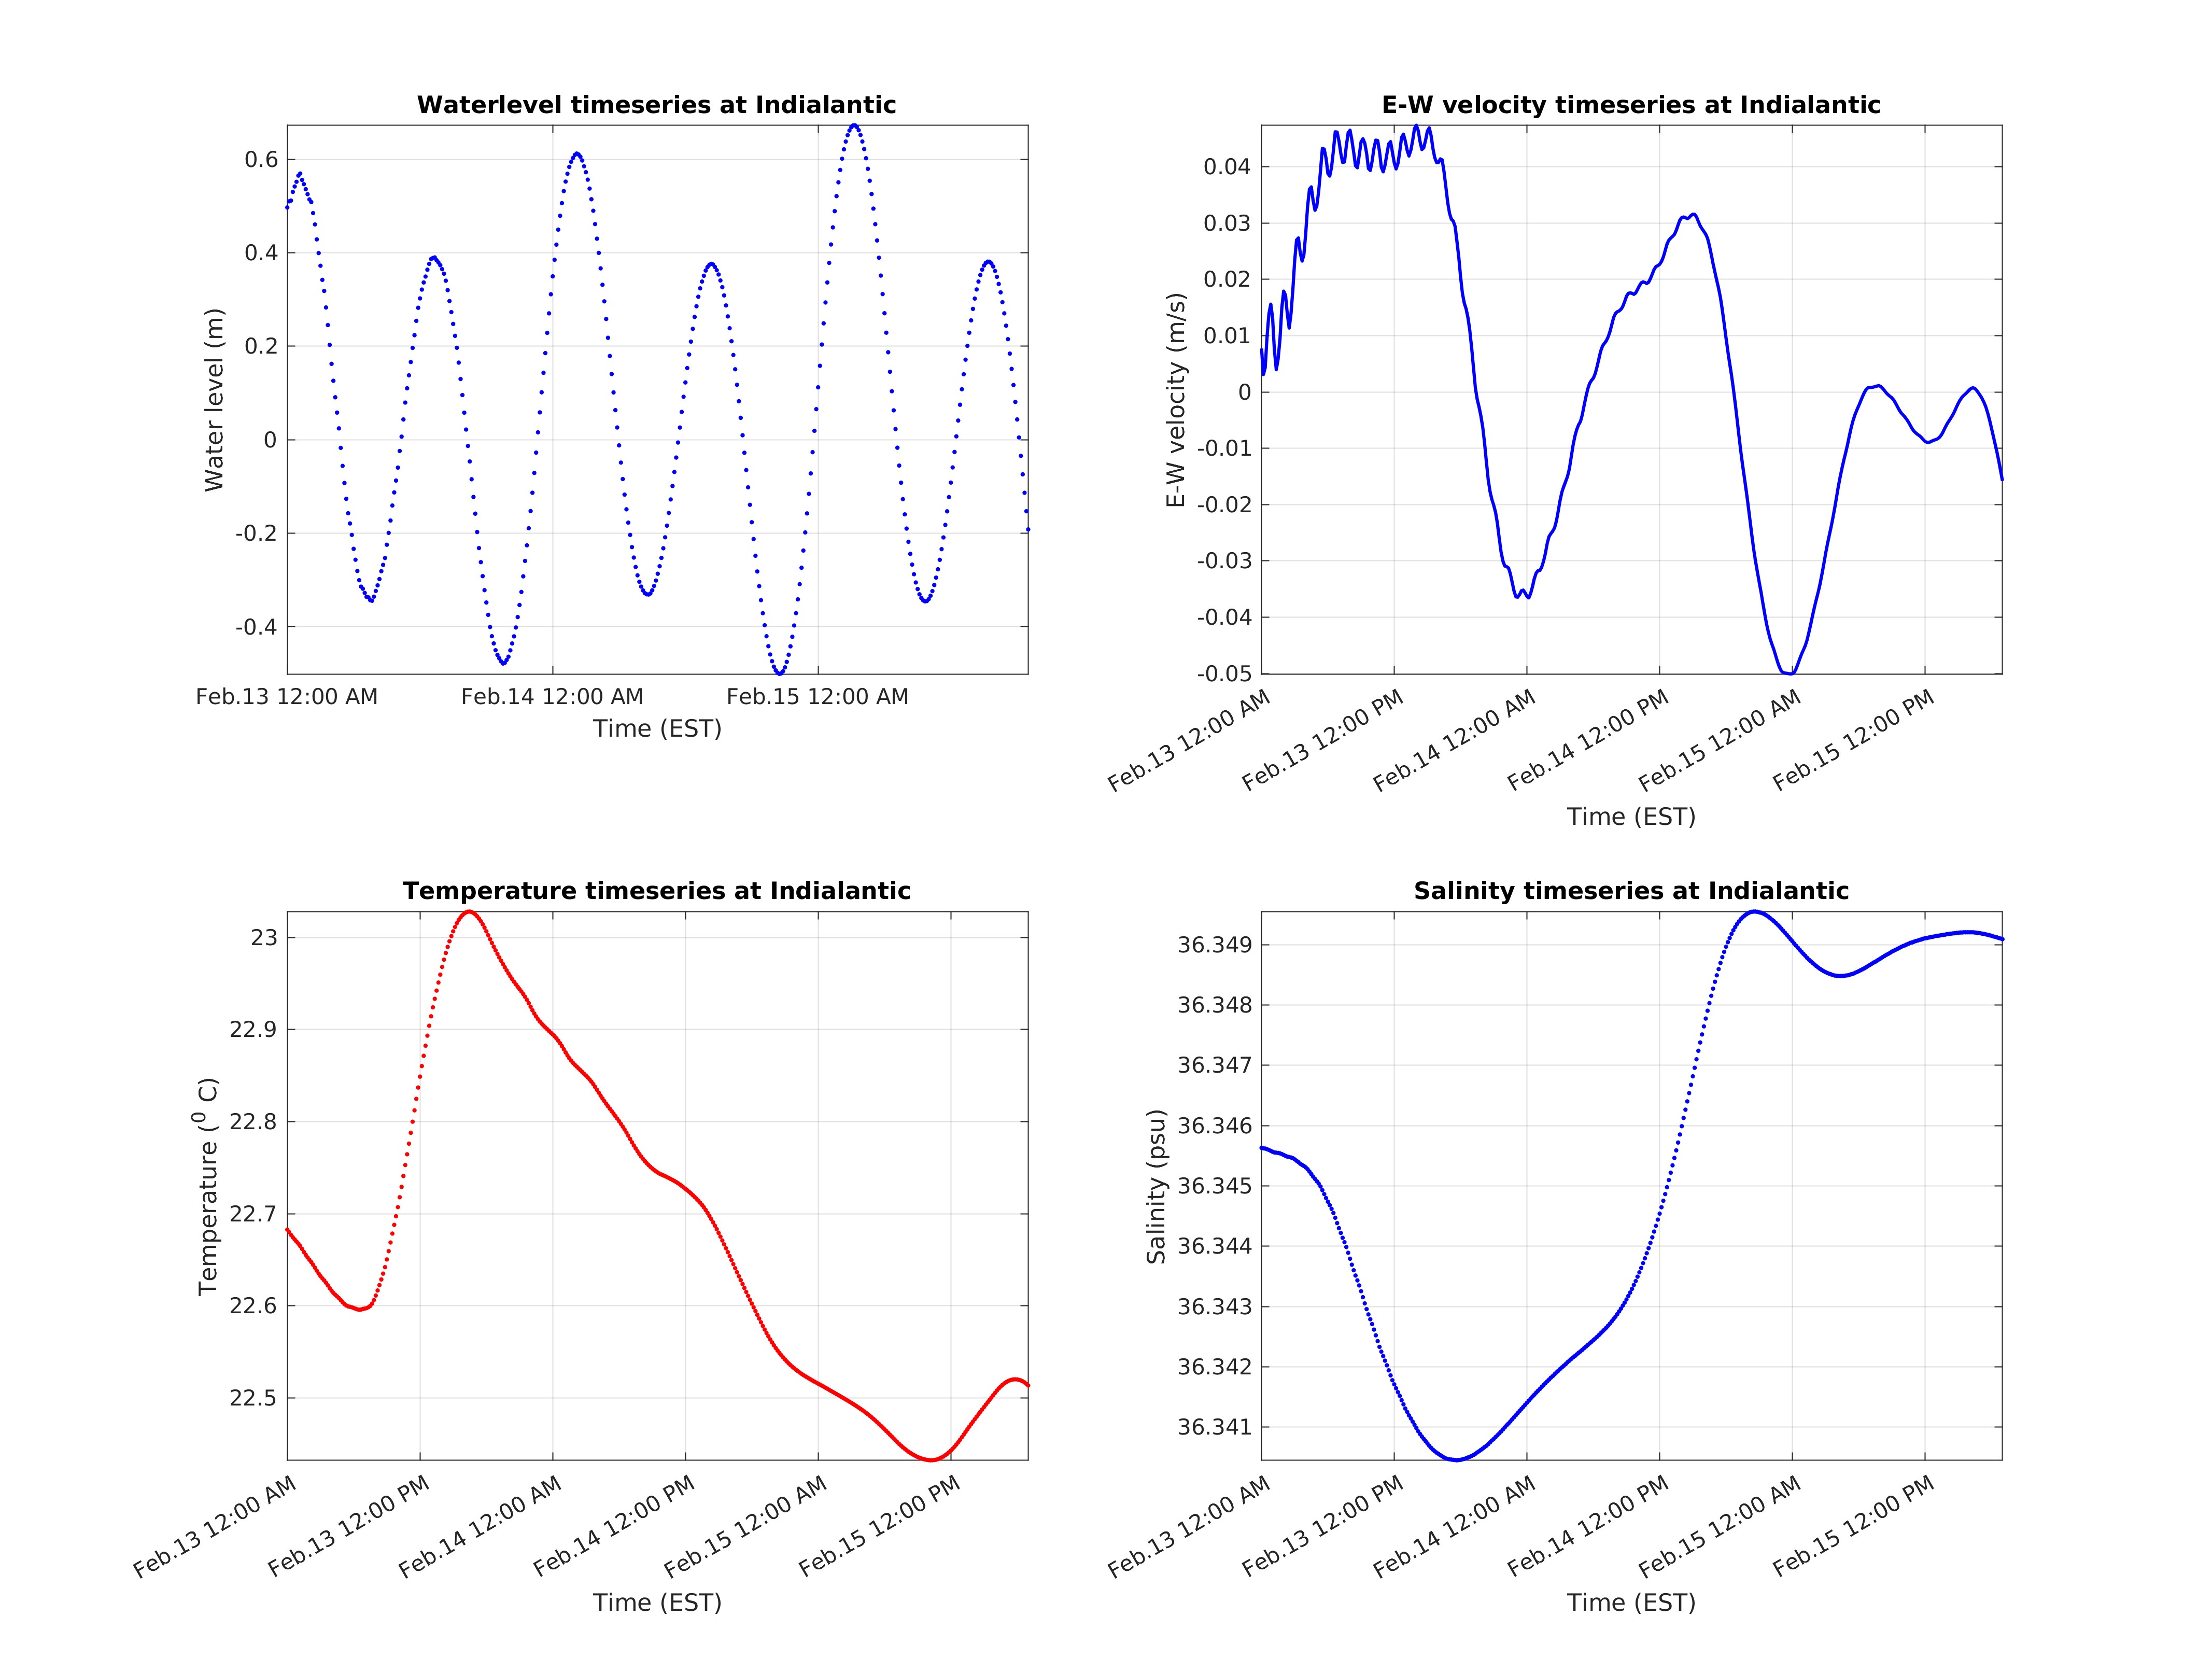 Waterlevel timeseries at Indialantic
0.6
0.4
0.2
0
-0.2
-0.4
Water level (m)
Feb.13 12:00 AM
Feb.14 12:00 AM
Feb.15 12:00 AM
Time (EST)
E-W velocity timeseries at Indialantic
0.04
0.03
0.02
0.01
0
-0.01
-0.02
-0.03
-0.04
-0.05
E-W velocity (m/s)
Feb.13 12:00 AM
Feb.13 12:00 PM
Feb.14 12:00 AM
Feb.14 12:00 PM
Feb.15 12:00 AM
Feb.15 12:00 PM
Time (EST)
Temperature timeseries at Indialantic
23
22.9
22.8
22.7
22.6
22.5
Temperature (⁰ C)
Feb.13 12:00 AM
Feb.13 12:00 PM
Feb.14 12:00 AM
Feb.14 12:00 PM
Feb.15 12:00 AM
Feb.15 12:00 PM
Time (EST)
Salinity timeseries at Indialantic
36.349
36.348
36.347
36.346
36.345
36.344
36.343
36.342
36.341
Salinity (psu)
Feb.13 12:00 AM
Feb.13 12:00 PM
Feb.14 12:00 AM
Feb.14 12:00 PM
Feb.15 12:00 AM
Feb.15 12:00 PM
Time (EST)